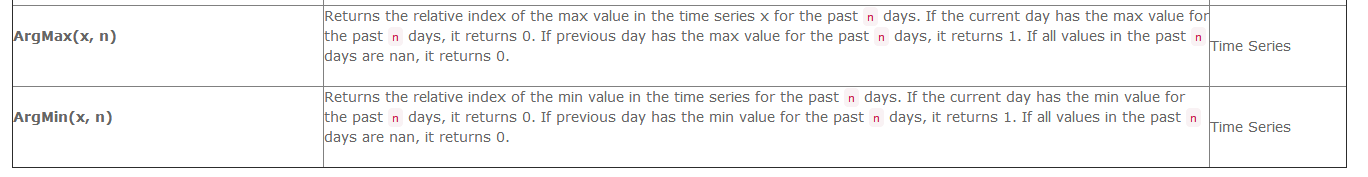 ArgMax(x, n)
Returns the relative index of the max value in the time series x for the past n days. If the current day has the max value for
the past n days, it returns 0. If previous day has the max value for the past n days, it returns 1. If all values in the past n
days are nan, it returns 0.
Time Series
ArgMin(x, n)
Returns the relative index of the min value in the time series for the past n days. If the current day has the min value for
the past n days, it returns 0. If previous day has the min value for the past n days, it returns 1. If all values in the past n
days are nan, it returns 0.
Time Series